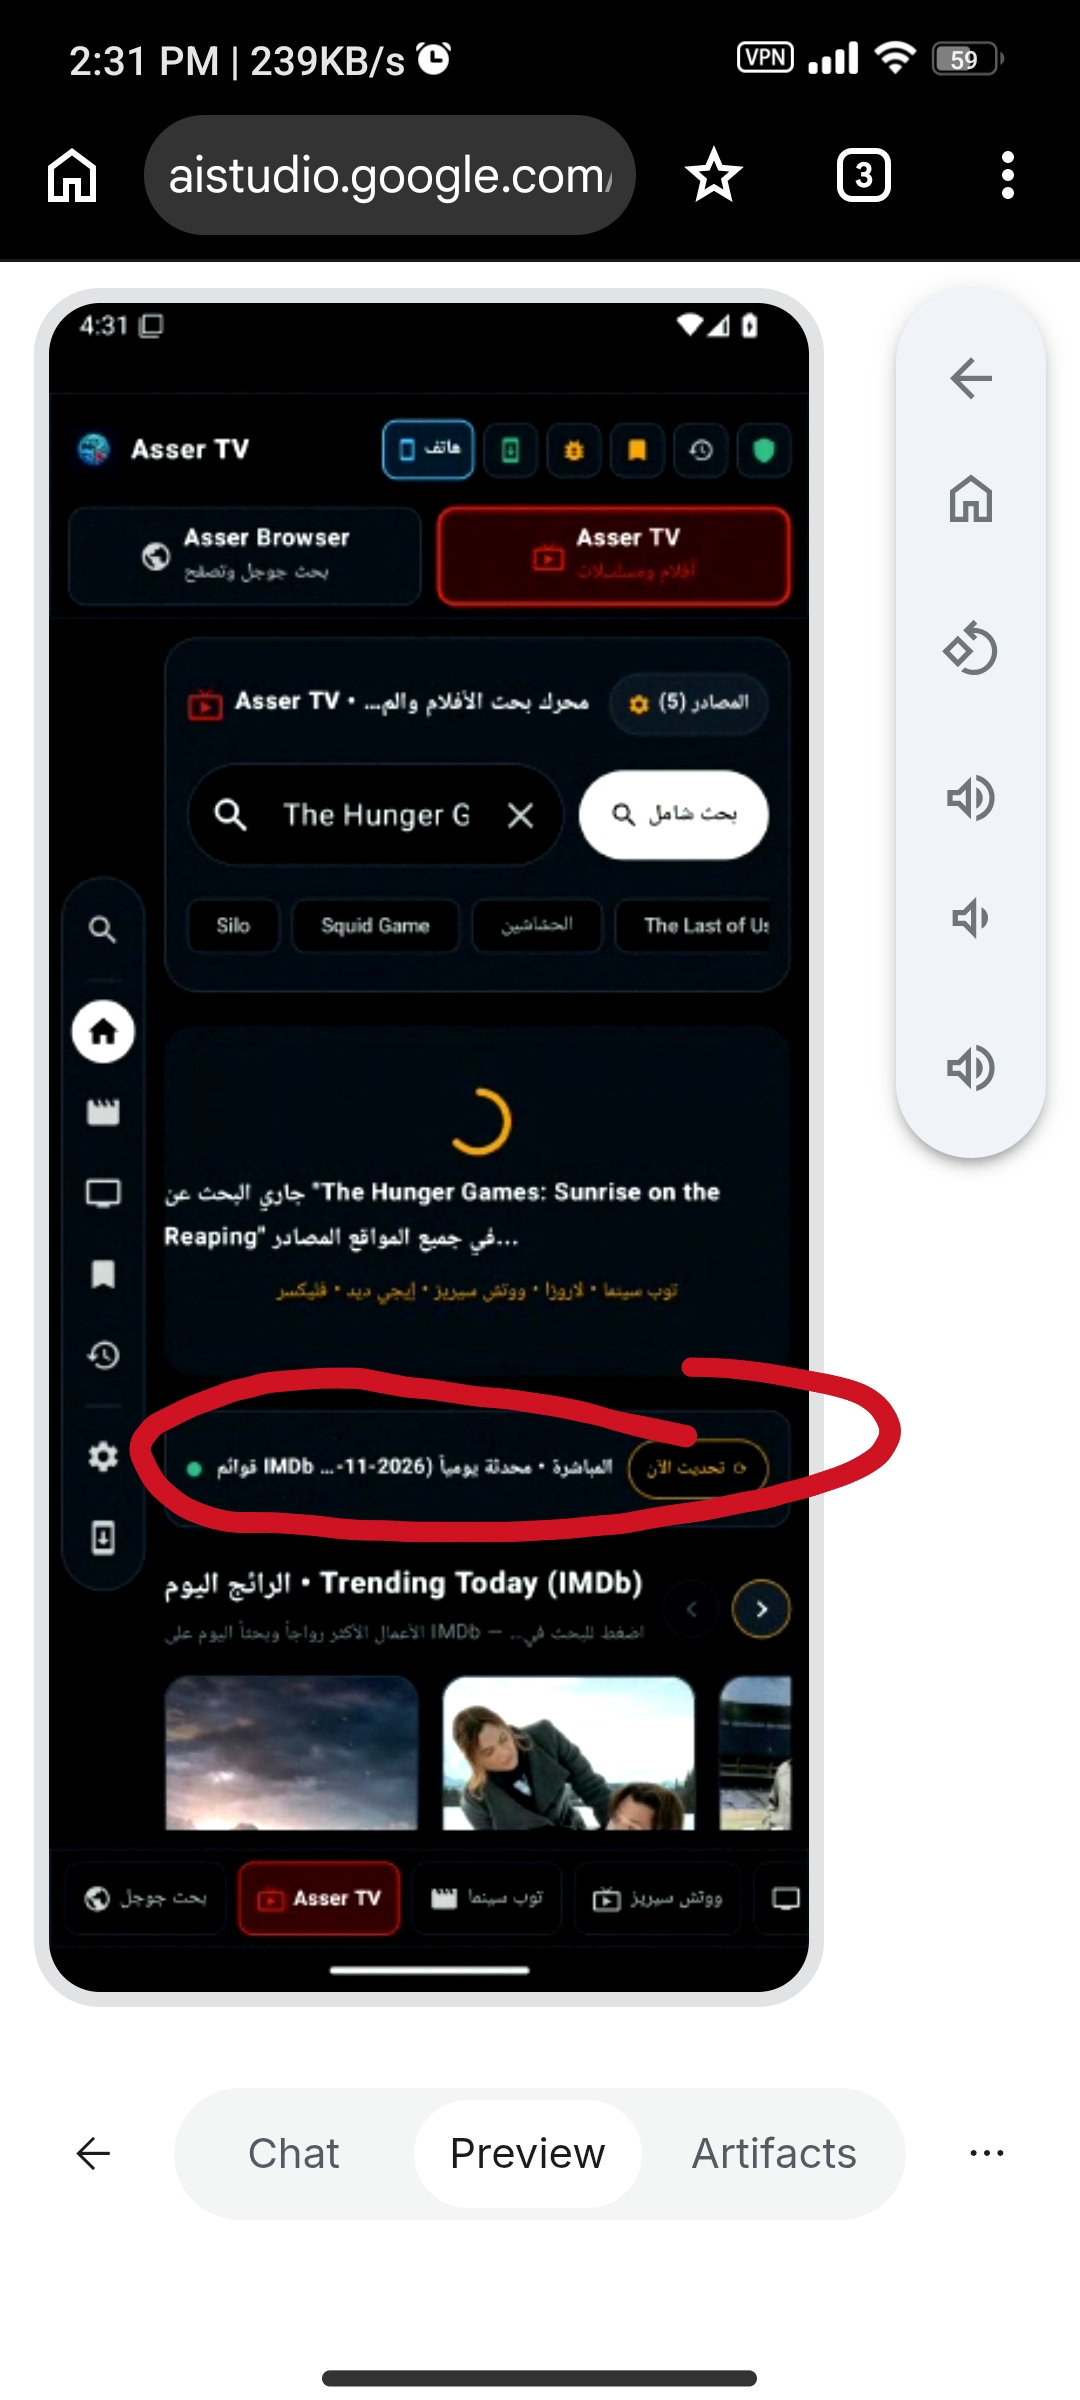 2:31 PM | 239KB/s
VPN
59
aistudio.google.com/
3
4:31
Asser TV
هاتف
Asser Browser
بحث جوجل وتصفح
Asser TV
أفلام ومسلسلات
Asser TV • محرك بحث الأفلام والم...
المصادر (5)
The Hunger G
بحث شامل
Silo
Squid Game
الحشاشين
The Last of Us
جاري البحث عن "The Hunger Games: Sunrise on the
Reaping" في جميع المواقع المصادر...
توب سينما • لاروزا • ووتش سيريز • إيجي ديد • فليكس
قوائم IMDb المباشرة • محدثة يومياً (2026-11-...
تحديث الآن
الرائج اليوم • Trending Today (IMDb)
الأعمال الأكثر رواجاً وبحثاً اليوم على IMDb — اضغط للبحث في...
بحث جوجل
Asser TV
توب سينما
ووتش سيريز
Chat
Preview
Artifacts